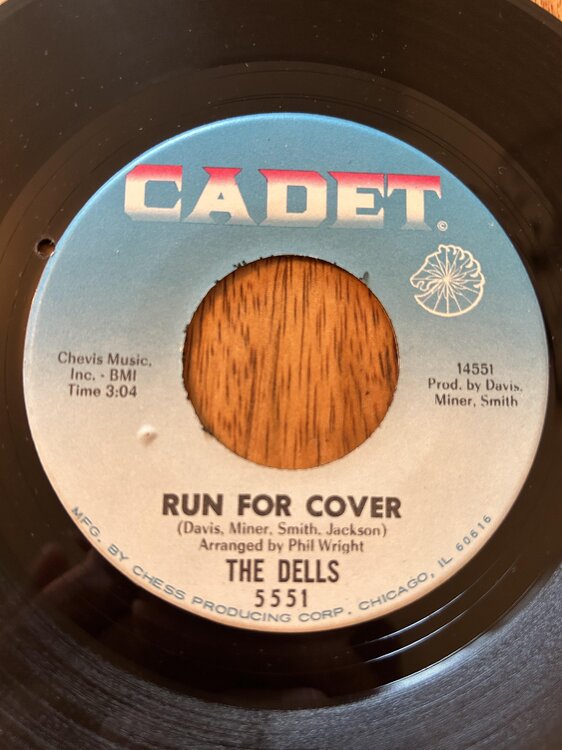 CADET
©
Chevis Music,
Inc. - BMI
Time 3:04
14551
Prod. by Davis,
Miner, Smith
RUN FOR COVER
(Davis, Miner, Smith, Jackson)
Arranged by Phil Wright
THE DELLS
5551
MFG. BY CHESS PRODUCING CORP. CHICAGO, IL 60616